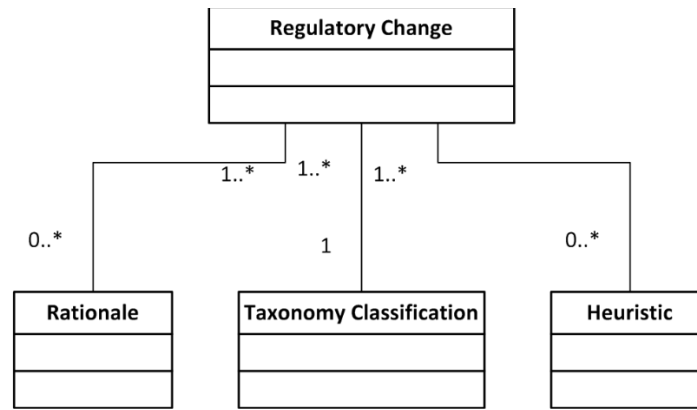 Regulatory Change
1..* 1..* 1..*
0..* 1 0..*
Rationale Taxonomy Classification Heuristic